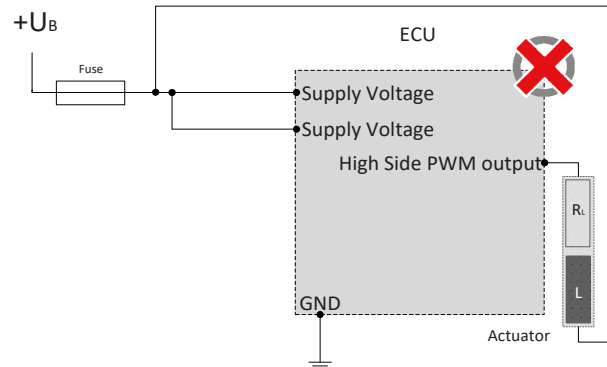 +UB
ECU
Fuse
Supply Voltage
Supply Voltage
High Side PWM output
RL
L
GND
Actuator